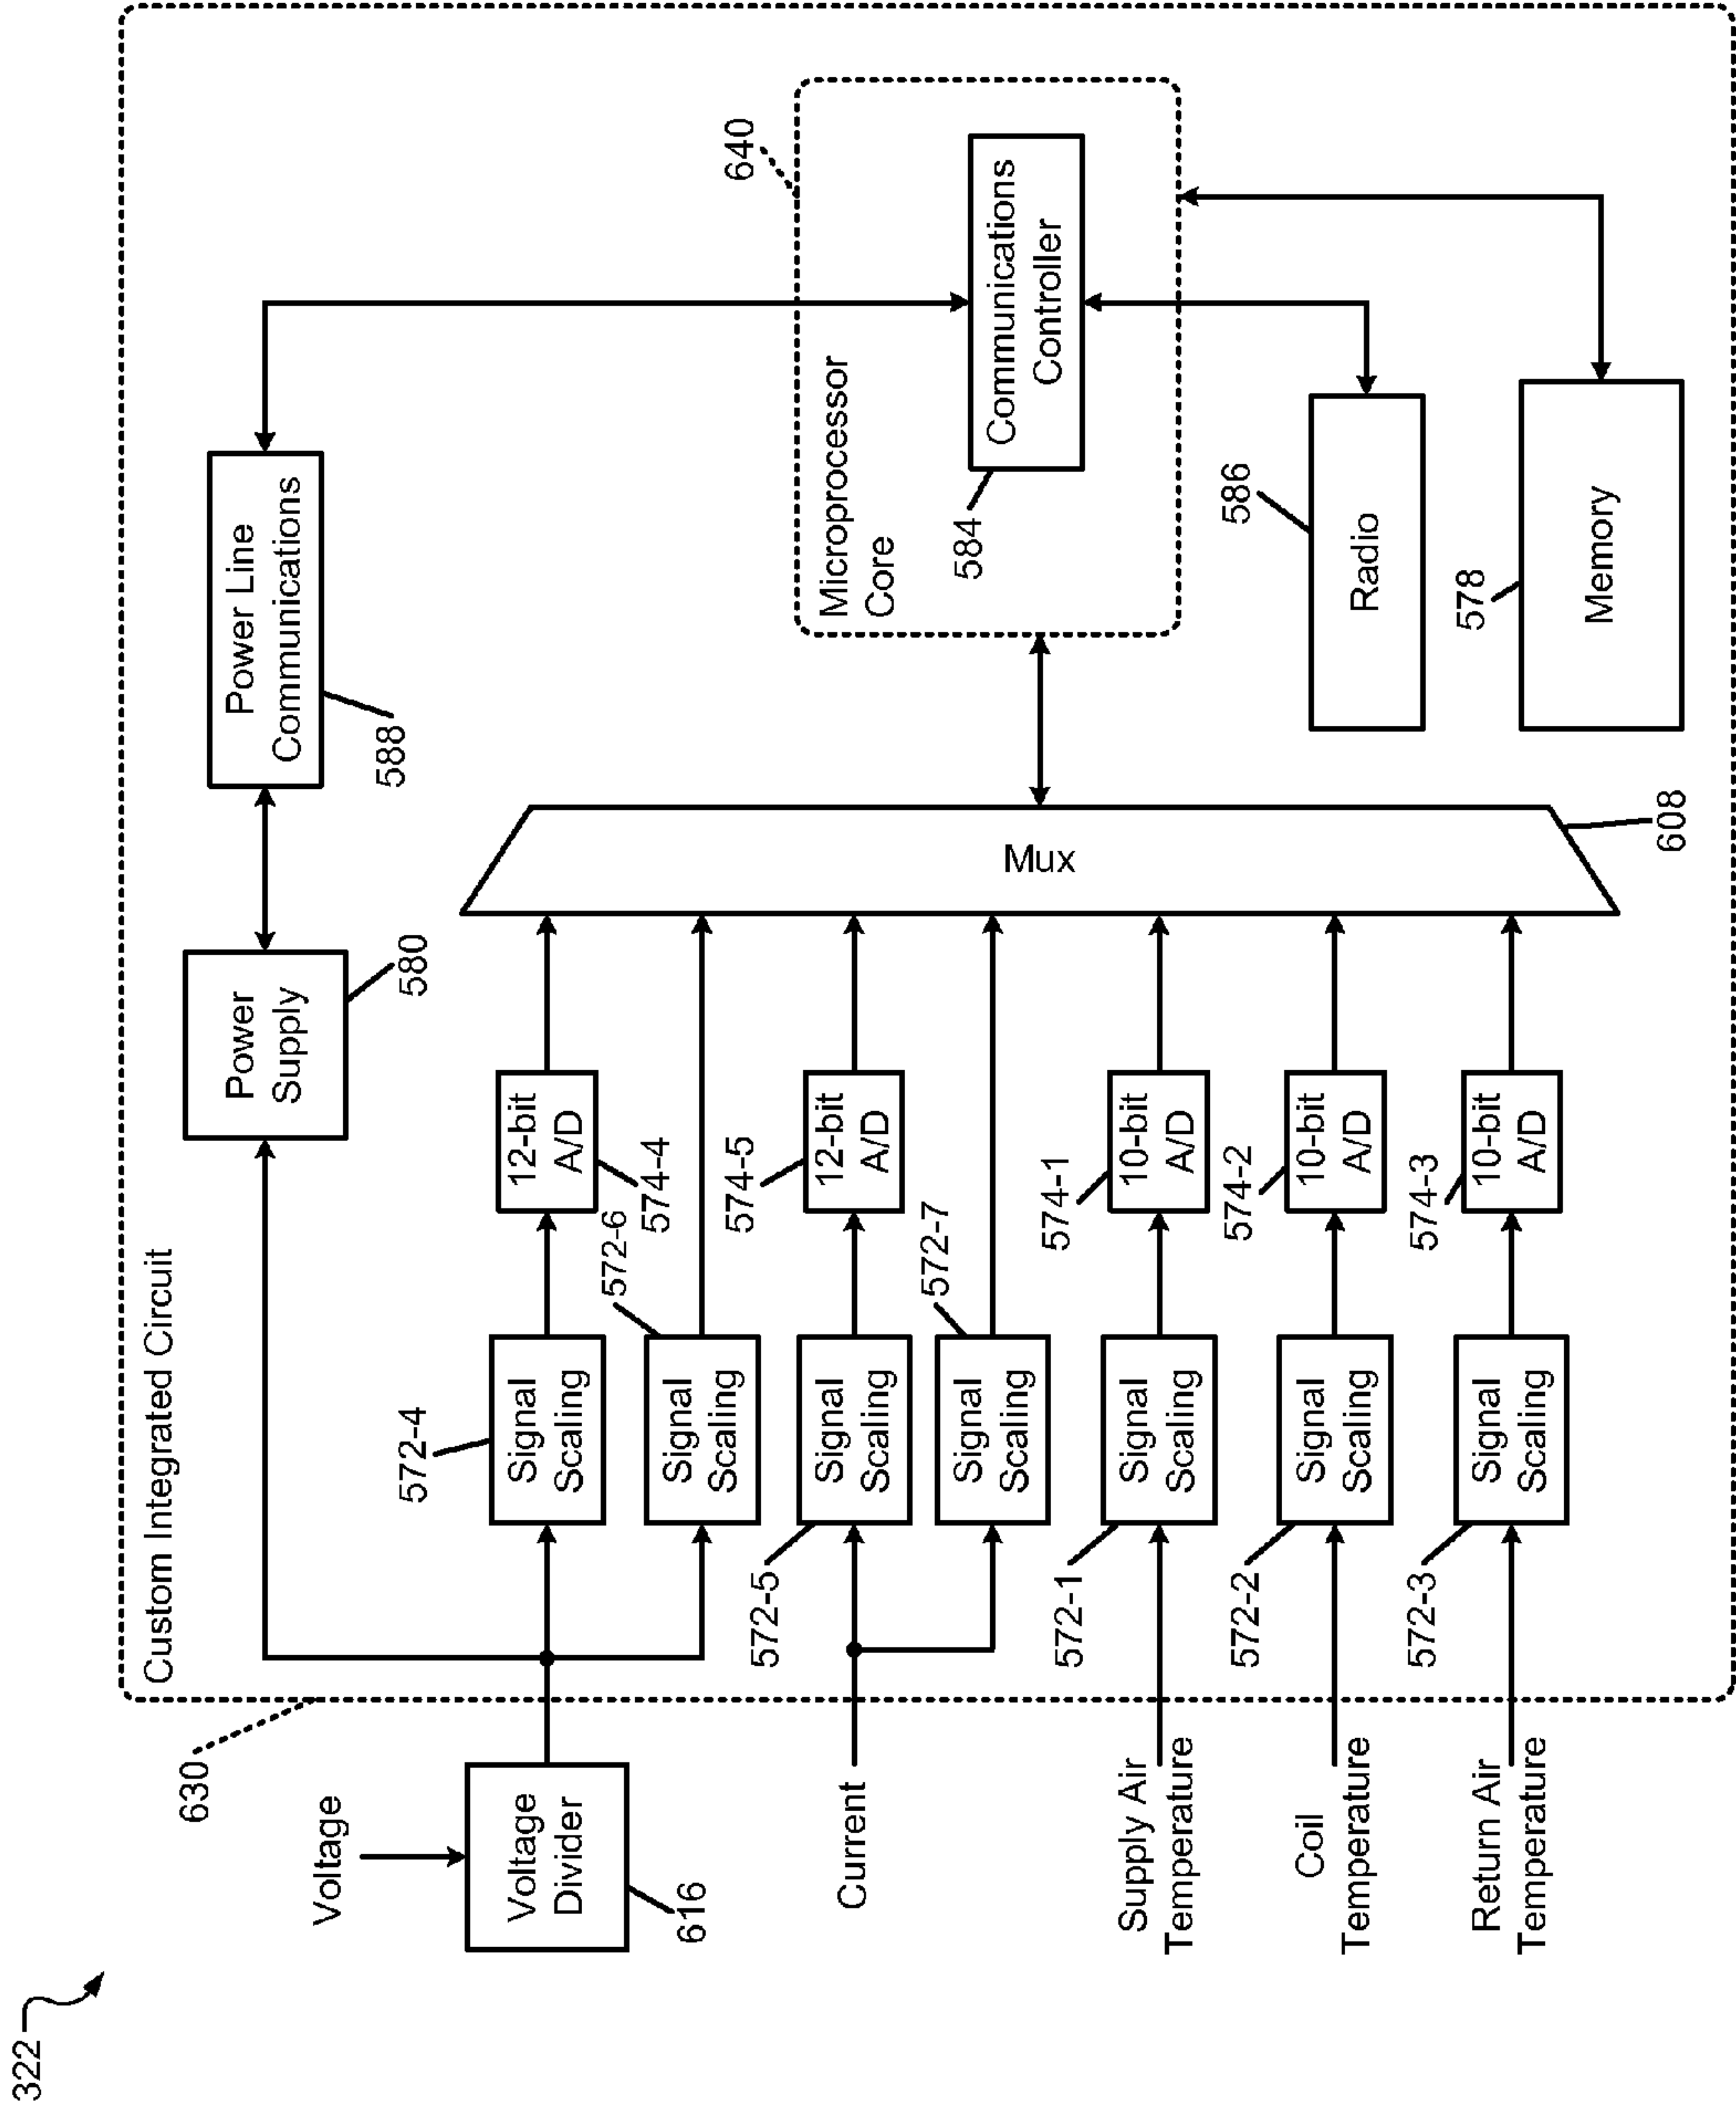 322
630
Custom Integrated Circuit
Voltage
Voltage
Divider
616
Power
Supply
580
Power Line
Communications
588
572-4
Signal
Scaling
12-bit
A/D
574-4
572-6
Signal
Scaling
Current
572-5
Signal
Scaling
574-5
12-bit
A/D
572-7
Signal
Scaling
Supply Air
Temperature
572-1
Signal
Scaling
574-1
10-bit
A/D
Coil
Temperature
572-2
Signal
Scaling
574-2
10-bit
A/D
Return Air
Temperature
572-3
Signal
Scaling
574-3
10-bit
A/D
Mux
608
640
Microprocessor
Core
584
Communications
Controller
586
Radio
578
Memory